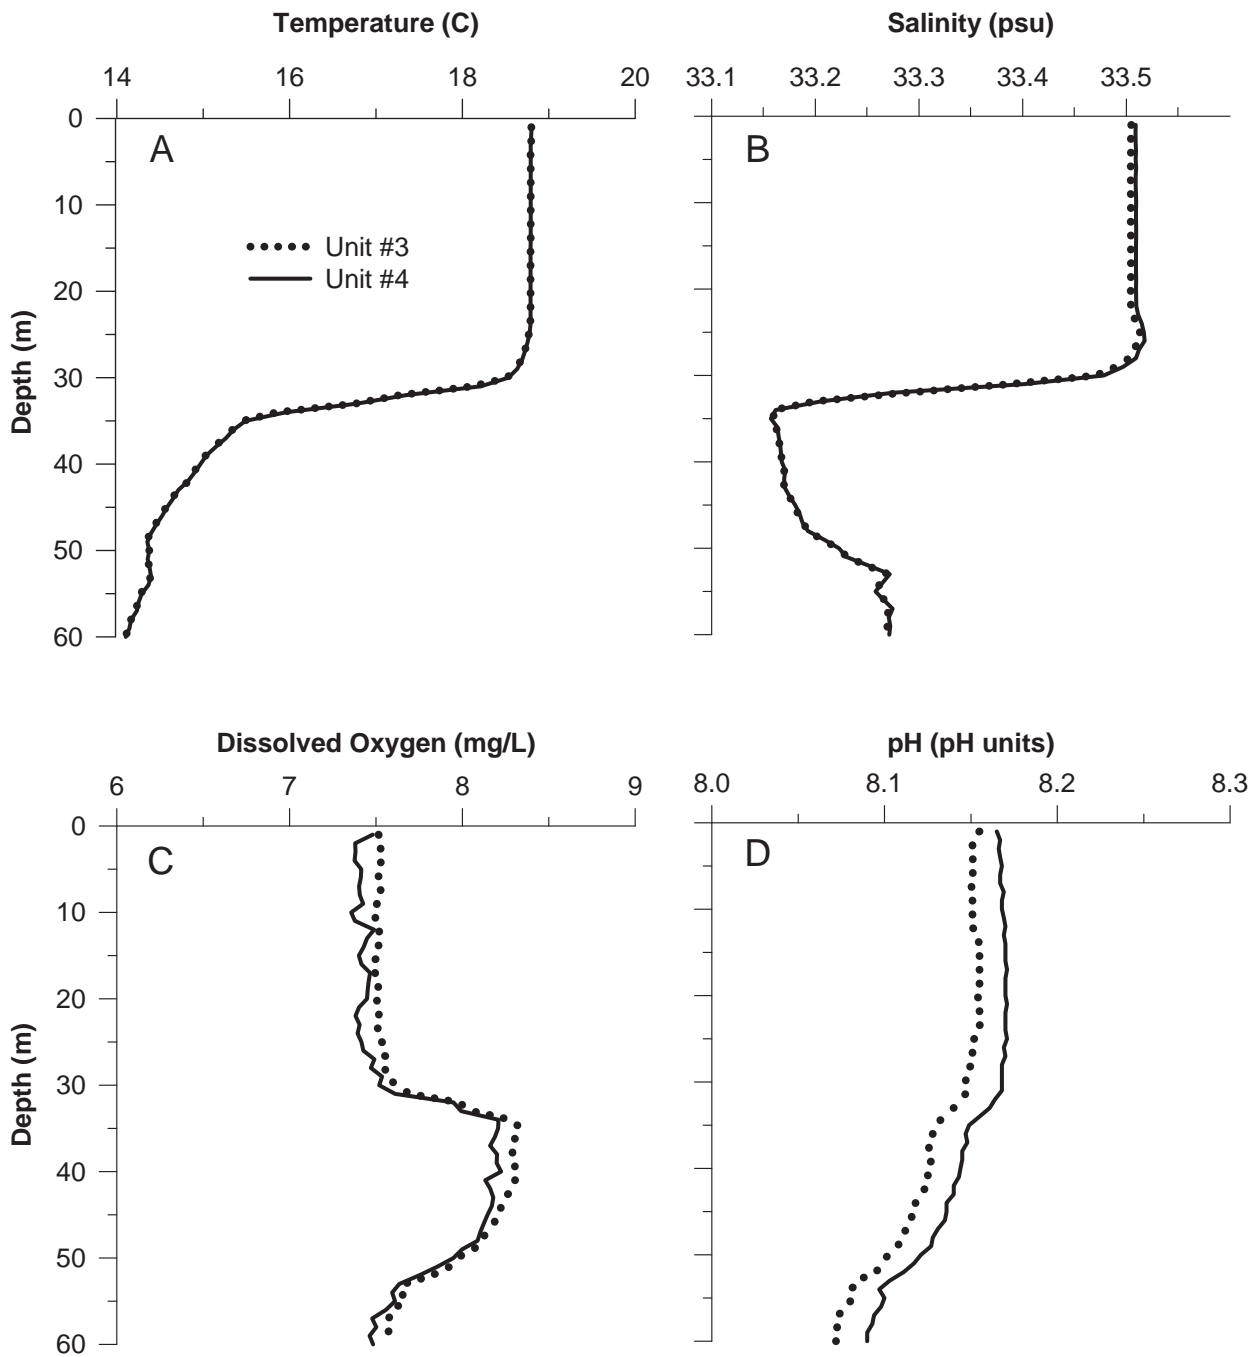 Temperature (C)
14 16 18 20
0
10
20
30
40
50
60
Depth (m)
A
Unit #3
Unit #4
Salinity (psu)
33.1 33.2 33.3 33.4 33.5
B
Dissolved Oxygen (mg/L)
6 7 8 9
0
10
20
30
40
50
60
Depth (m)
C
pH (pH units)
8.0 8.1 8.2 8.3
D